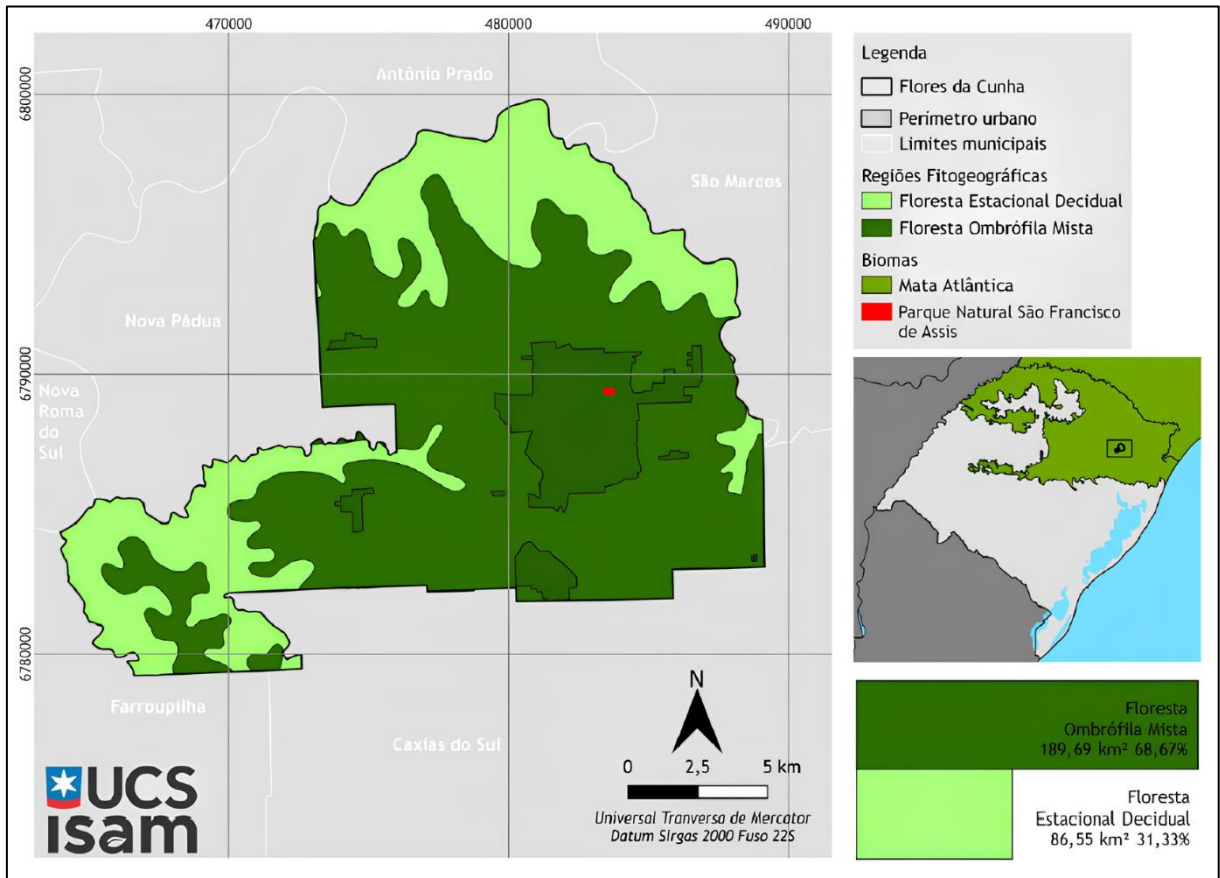 470000
480000
490000
6800000
6790000
6780000
Antônio Prado
São Marcos
Nova Pádua
Nova
Roma
do
Sul
Farroupilha
Caxias do Sul
UCS
isam
N
0 2,5 5 km
Universal Tranversa de Mercator
Datum Sirgas 2000 Fuso 22S
Legenda
Flores da Cunha
Perímetro urbano
Limites municipais
Regiões Fitogeográficas
Floresta Estacional Decidual
Floresta Ombrófila Mista
Biomas
Mata Atlântica
Parque Natural São Francisco
de Assis
Floresta
Ombrófila Mista
189,69 km² 68,67%
Floresta
Estacional Decidual
86,55 km² 31,33%